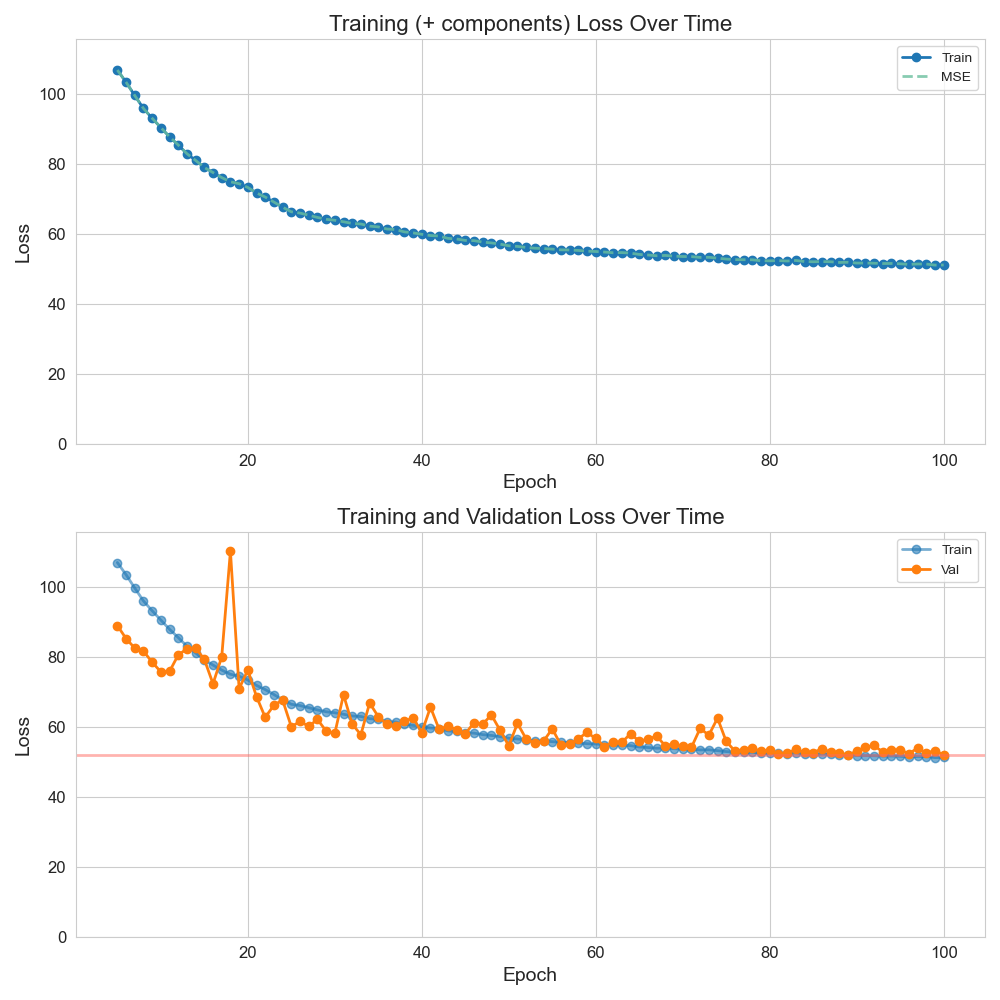 Training (+ components) Loss Over Time
Train
MSE
Loss
100
80
60
40
20
0
20 40 60 80 100
Epoch
Training and Validation Loss Over Time
Train
Val
Loss
100
80
60
40
20
0
20 40 60 80 100
Epoch